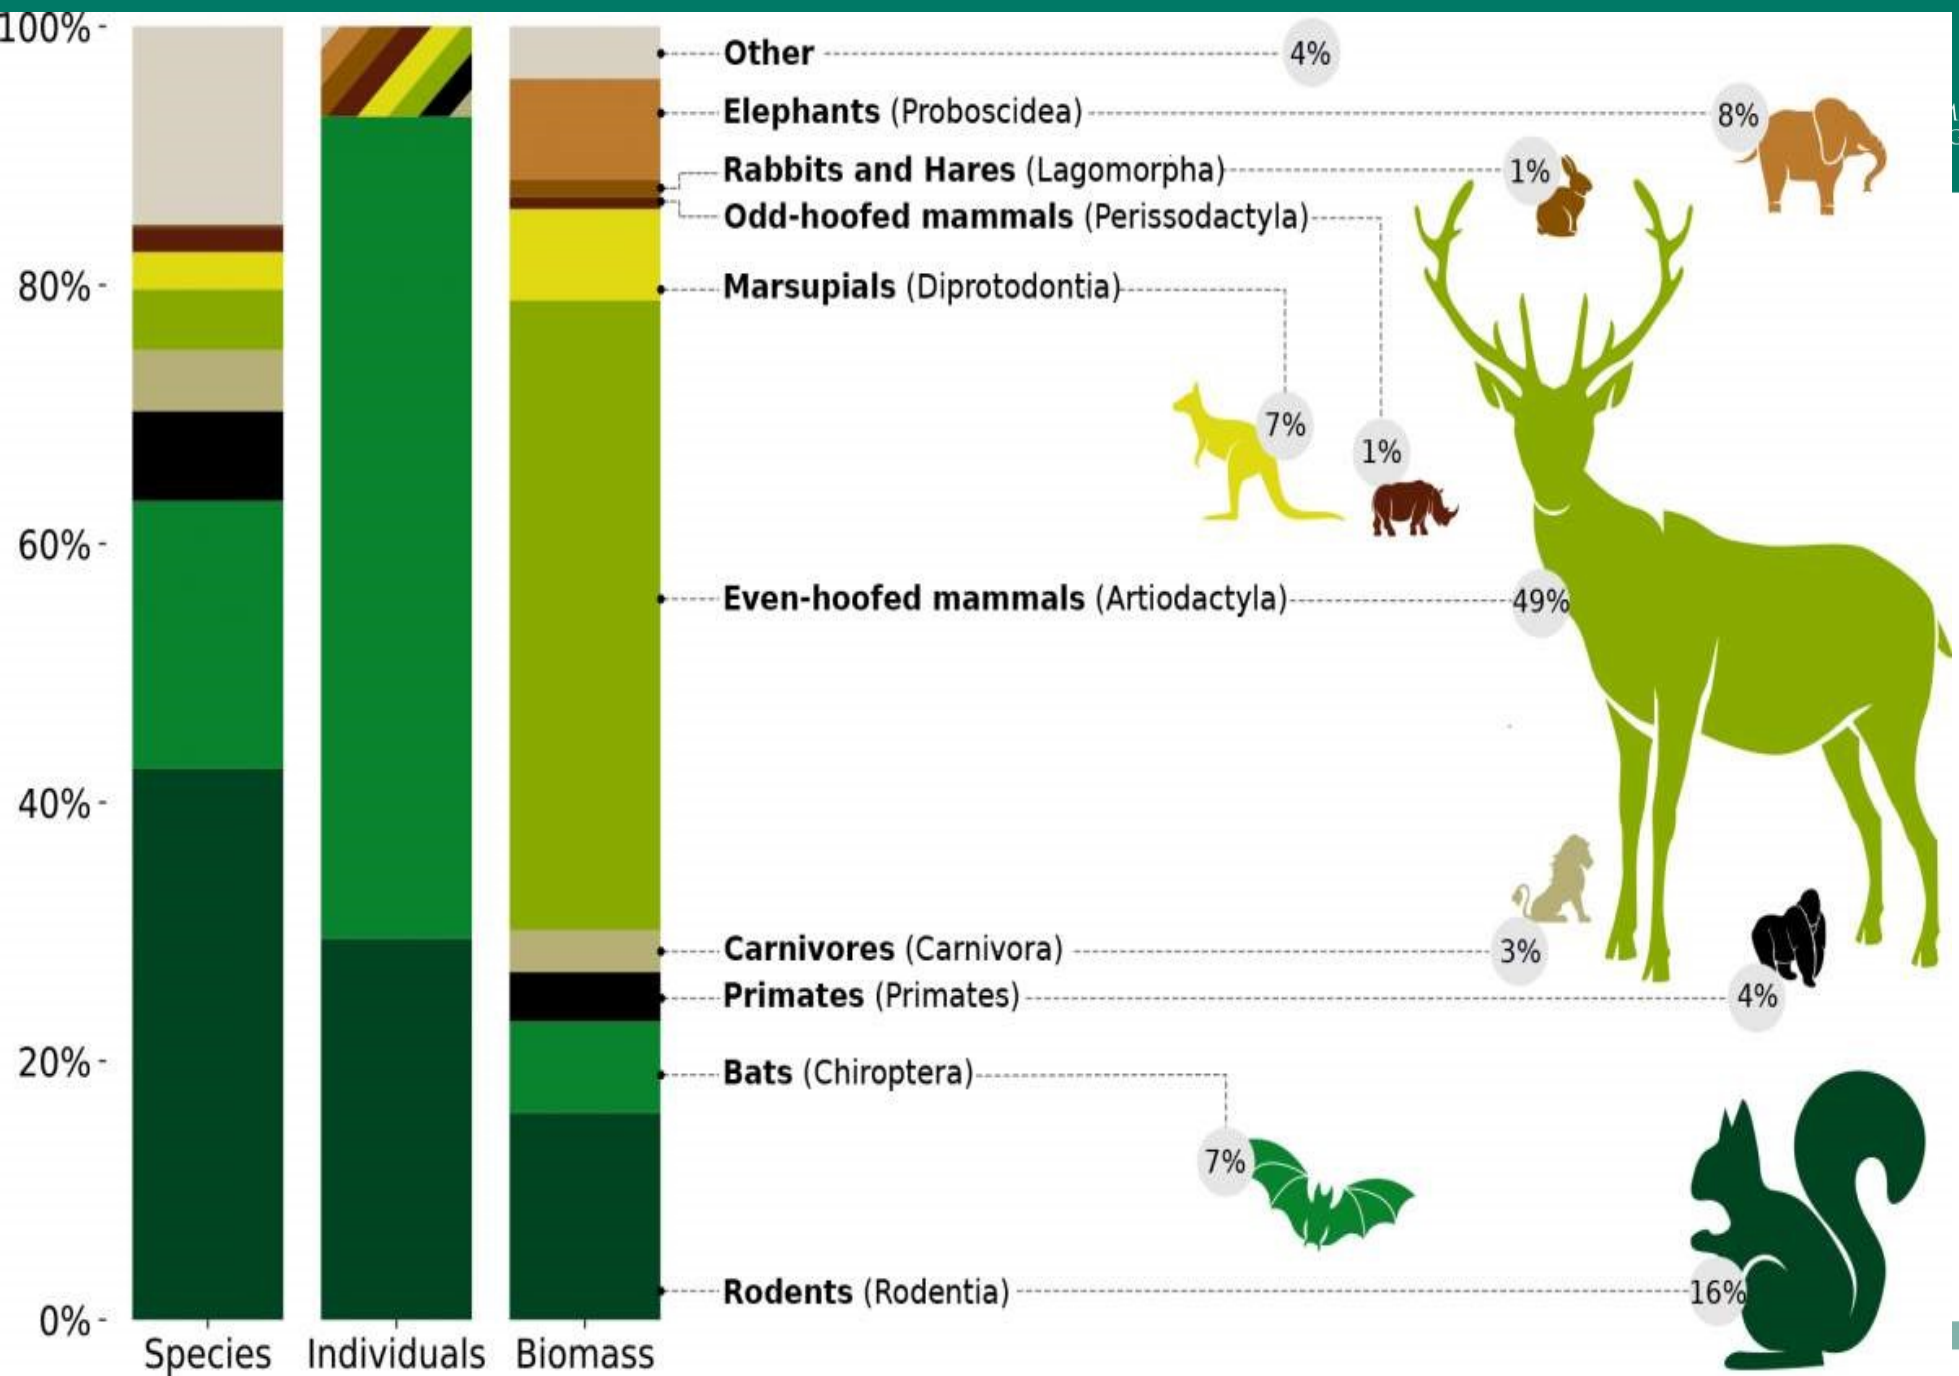 100%
80%
60%
40%
20%
0%
Species
Individuals
Biomass
Other 4%
Elephants (Proboscidea) 8%
Rabbits and Hares (Lagomorpha) 1%
Odd-hoofed mammals (Perissodactyla) 1%
Marsupials (Diprotodontia) 7%
Even-hoofed mammals (Artiodactyla) 49%
Carnivores (Carnivora) 3%
Primates (Primates) 4%
Bats (Chiroptera) 7%
Rodents (Rodentia) 16%